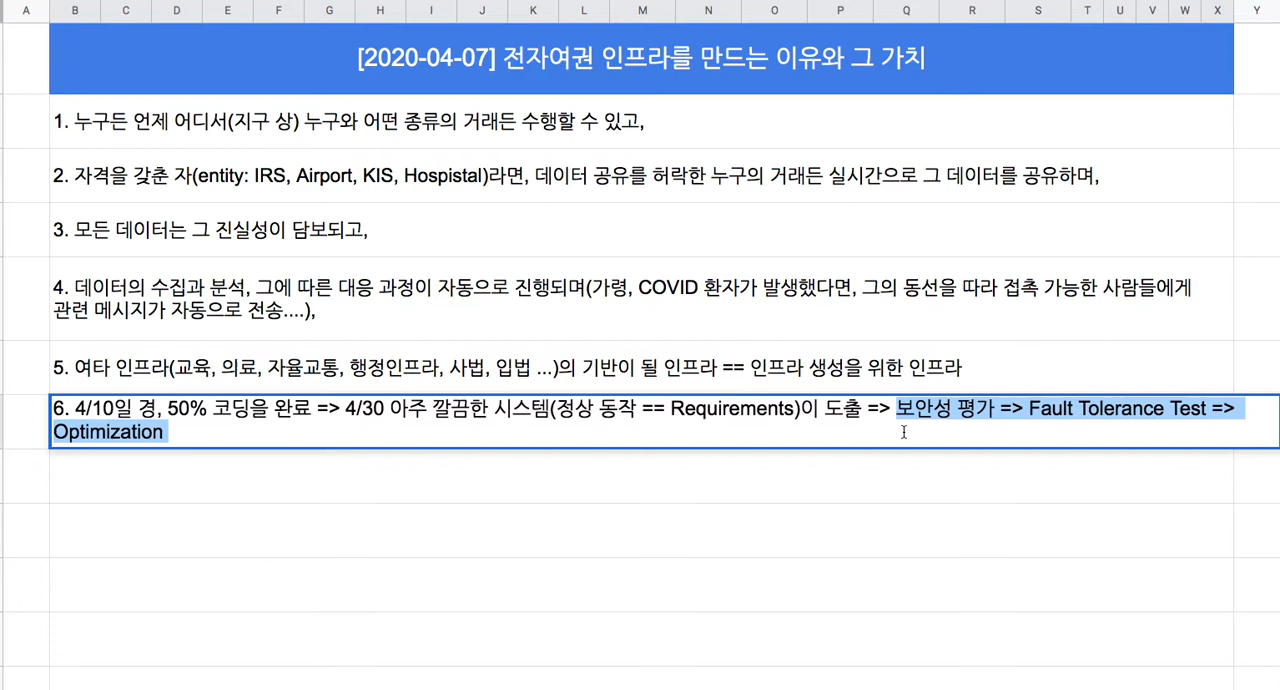 A B C D E F G H I J K L M N O P Q R S T U V W X Y
[2020-04-07] 전자여권 인프라를 만드는 이유와 그 가치
1. 누구든 언제 어디서(지구 상) 누구와 어떤 종류의 거래든 수행할 수 있고,
2. 자격을 갖춘 자(entity: IRS, Airport, KIS, Hospistal)라면, 데이터 공유를 허락한 누구의 거래든 실시간으로 그 데이터를 공유하며,
3. 모든 데이터는 그 진실성이 담보되고,
4. 데이터의 수집과 분석, 그에 따른 대응 과정이 자동으로 진행되며(가령, COVID 환자가 발생했다면, 그의 동선을 따라 접촉 가능한 사람들에게
관련 메시지가 자동으로 전송....),
5. 여타 인프라(교육, 의료, 자율교통, 행정인프라, 사법, 입법 ...)의 기반이 될 인프라 == 인프라 생성을 위한 인프라
6. 4/10일 경, 50% 코딩을 완료 => 4/30 아주 깔끔한 시스템(정상 동작 == Requirements)이 도출 => 보안성 평가 => Fault Tolerance Test =>
Optimization